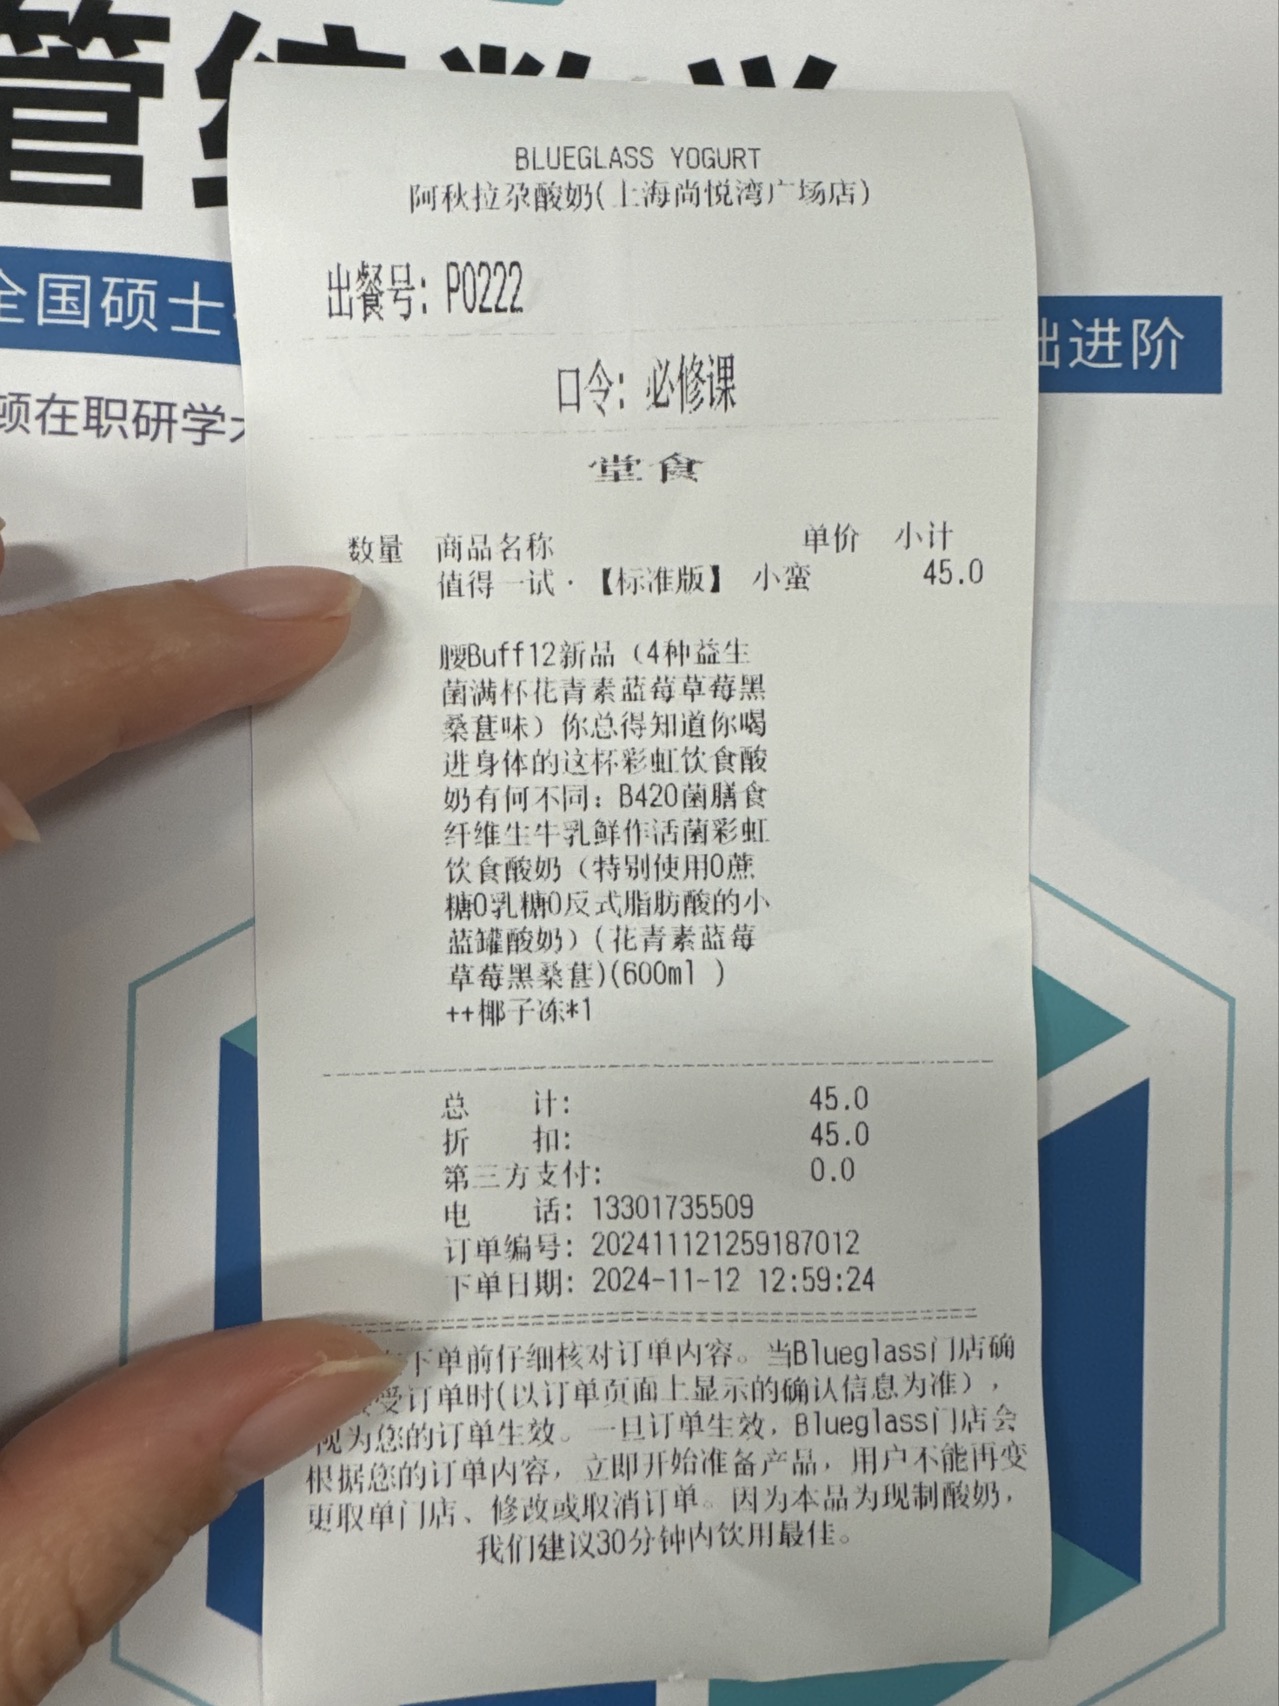 管综数学
全国硕士
础进阶
顿在职研学
BLUEGLASS YOGURT
阿秋拉尕酸奶(上海尚悦湾广场店)
出餐号: P0222
口令: 必修课
堂食
数量 商品名称 单价 小计
值得一试·【标准版】 小蛮 45.0
腰Buff12新品（4种益生
菌满杯花青素蓝莓草莓黑
桑葚味）你总得知道你喝
进身体的这杯彩虹饮食酸
奶有何不同: B420菌膳食
纤维生牛乳鲜作活菌彩虹
饮食酸奶（特别使用0蔗
糖0乳糖0反式脂肪酸的小
蓝罐酸奶）(花青素蓝莓
草莓黑桑葚)(600ml )
++椰子冻*1
总 计: 45.0
折 扣: 45.0
第三方支付: 0.0
电 话: 13301735509
订单编号: 202411121259187012
下单日期: 2024-11-12 12:59:24
下单前仔细核对订单内容。当Blueglass门店确
受订单时(以订单页面上显示的确认信息为准),
视为您的订单生效。一旦订单生效, Blueglass门店会
根据您的订单内容, 立即开始准备产品, 用户不能再变
更取单门店、修改或取消订单。因为本品为现制酸奶,
我们建议30分钟内饮用最佳。